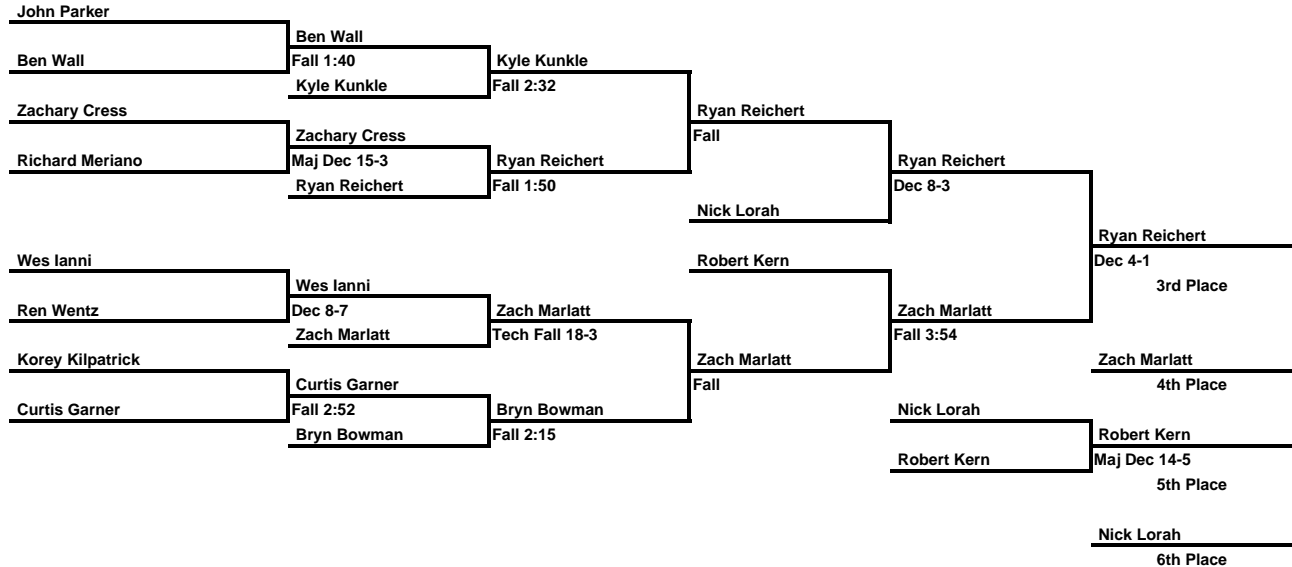 John Parker
Ben Wall
Ben Wall
Fall 1:40
Kyle Kunkle
Kyle Kunkle
Fall 2:32
Zachary Cress
Ryan Reichert
Zachary Cress
Fall
Richard Meriano
Maj Dec 15-3
Ryan Reichert
Ryan Reichert
Ryan Reichert
Fall 1:50
Dec 8-3
Nick Lorah
Ryan Reichert
Wes Ianni
Robert Kern
Dec 4-1
Wes Ianni
3rd Place
Ren Wentz
Dec 8-7
Zach Marlatt
Zach Marlatt
Zach Marlatt
Tech Fall 18-3
Fall 3:54
Korey Kilpatrick
Zach Marlatt
Zach Marlatt
Curtis Garner
Fall
4th Place
Curtis Garner
Fall 2:52
Bryn Bowman
Nick Lorah
Bryn Bowman
Fall 2:15
Robert Kern
Robert Kern
Maj Dec 14-5
5th Place
Nick Lorah
6th Place